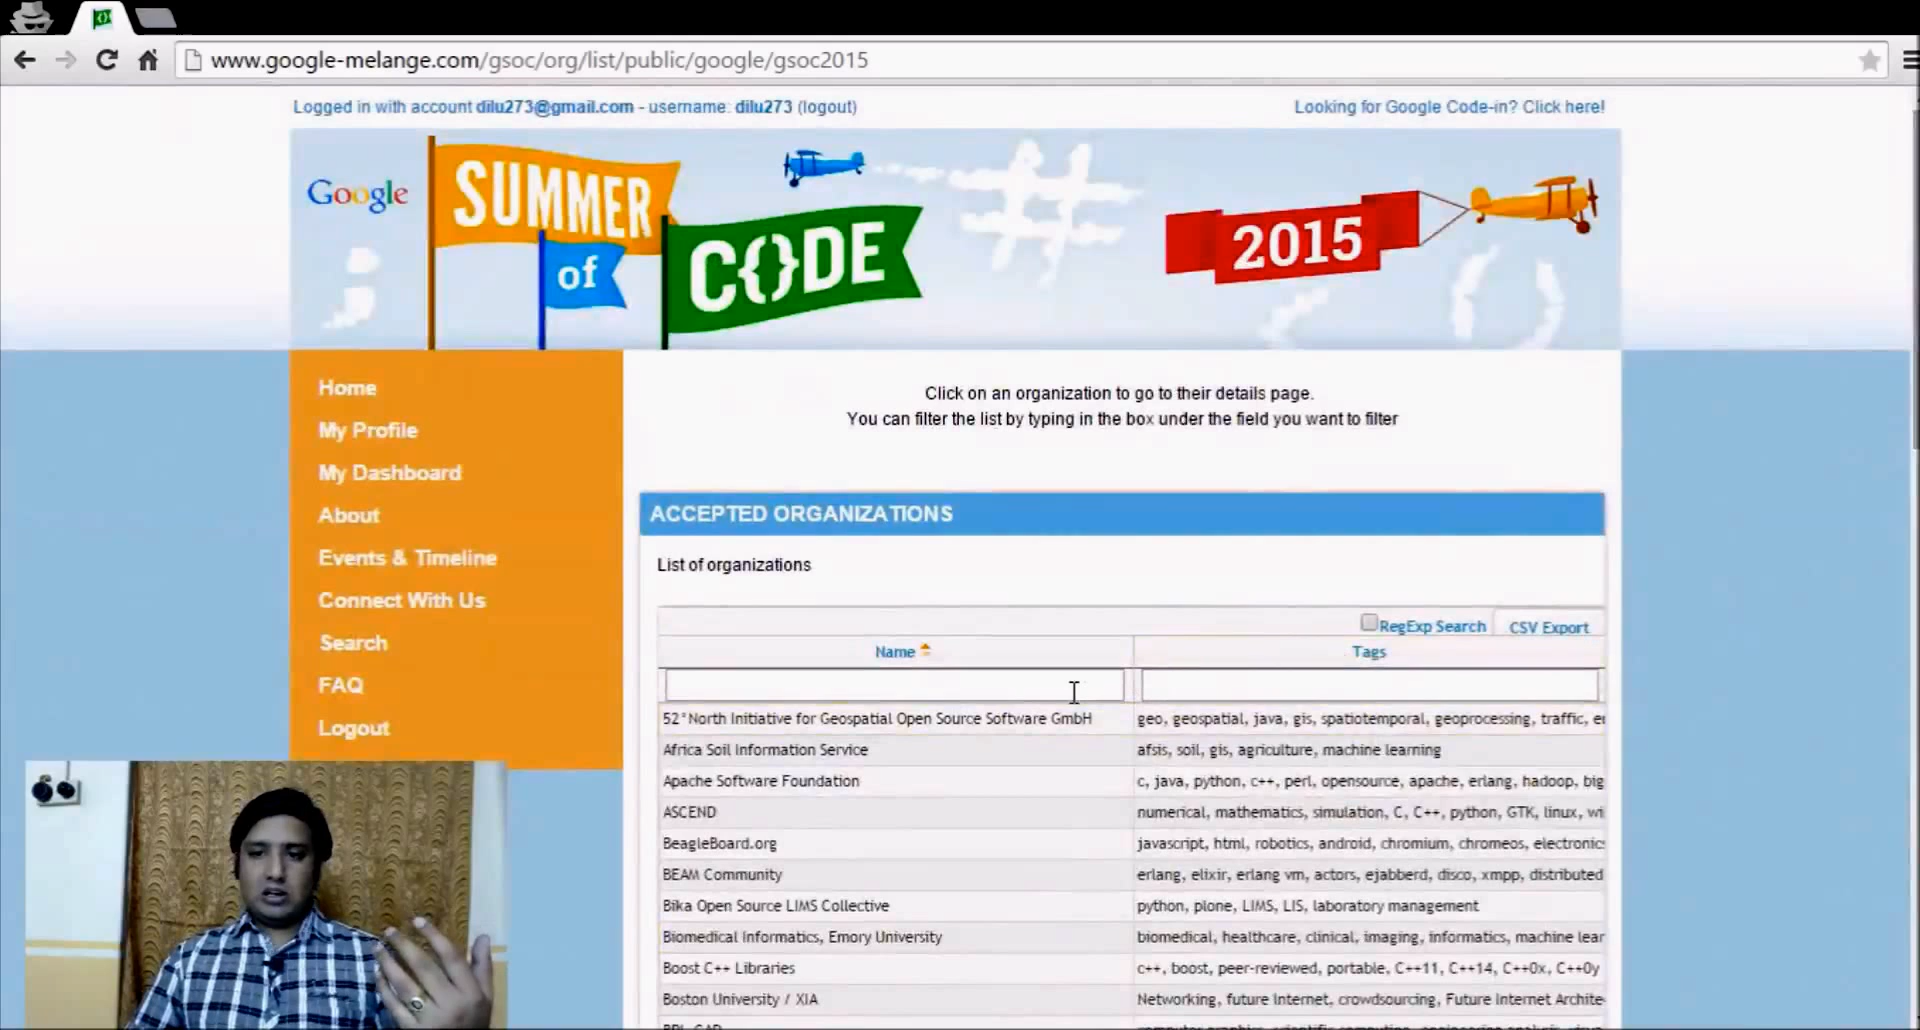 www.google-melange.com/gsoc/org/list/public/google/gsoc2015
Logged in with account dilu273@gmail.com - username: dilu273 (logout)
Looking for Google Code-in? Click here!
Google
SUMMER
of
C{}DE
2015
Home
My Profile
My Dashboard
About
Events & Timeline
Connect With Us
Search
FAQ
Logout
Click on an organization to go to their details page.
You can filter the list by typing in the box under the field you want to filter
ACCEPTED ORGANIZATIONS
List of organizations
RegExp Search
CSV Export
Name
Tags
52°North Initiative for Geospatial Open Source Software GmbH
geo, geospatial, java, gis, spatiotemporal, geoprocessing, traffic,
Africa Soil Information Service
afsis, soil, gis, agriculture, machine learning
Apache Software Foundation
c, java, python, c++, perl, opensource, apache, erlang, hadoop, big
ASCEND
numerical, mathematics, simulation, C, C++, python, GTK, linux, wi
BeagleBoard.org
javascript, html, robotics, android, chromium, chromeos, electronic
BEAM Community
erlang, elixir, erlang vm, actors, ejabberd, disco, xmpp, distributed
Bika Open Source LIMS Collective
python, plone, LIMS, LIS, laboratory management
Biomedical Informatics, Emory University
biomedical, healthcare, clinical, imaging, informatics, machine lear
Boost C++ Libraries
c++, boost, peer-reviewed, portable, C++11, C++14, C++0x, C++0y
Boston University / XIA
Networking, future Internet, crowdsourcing, Future Internet Archite